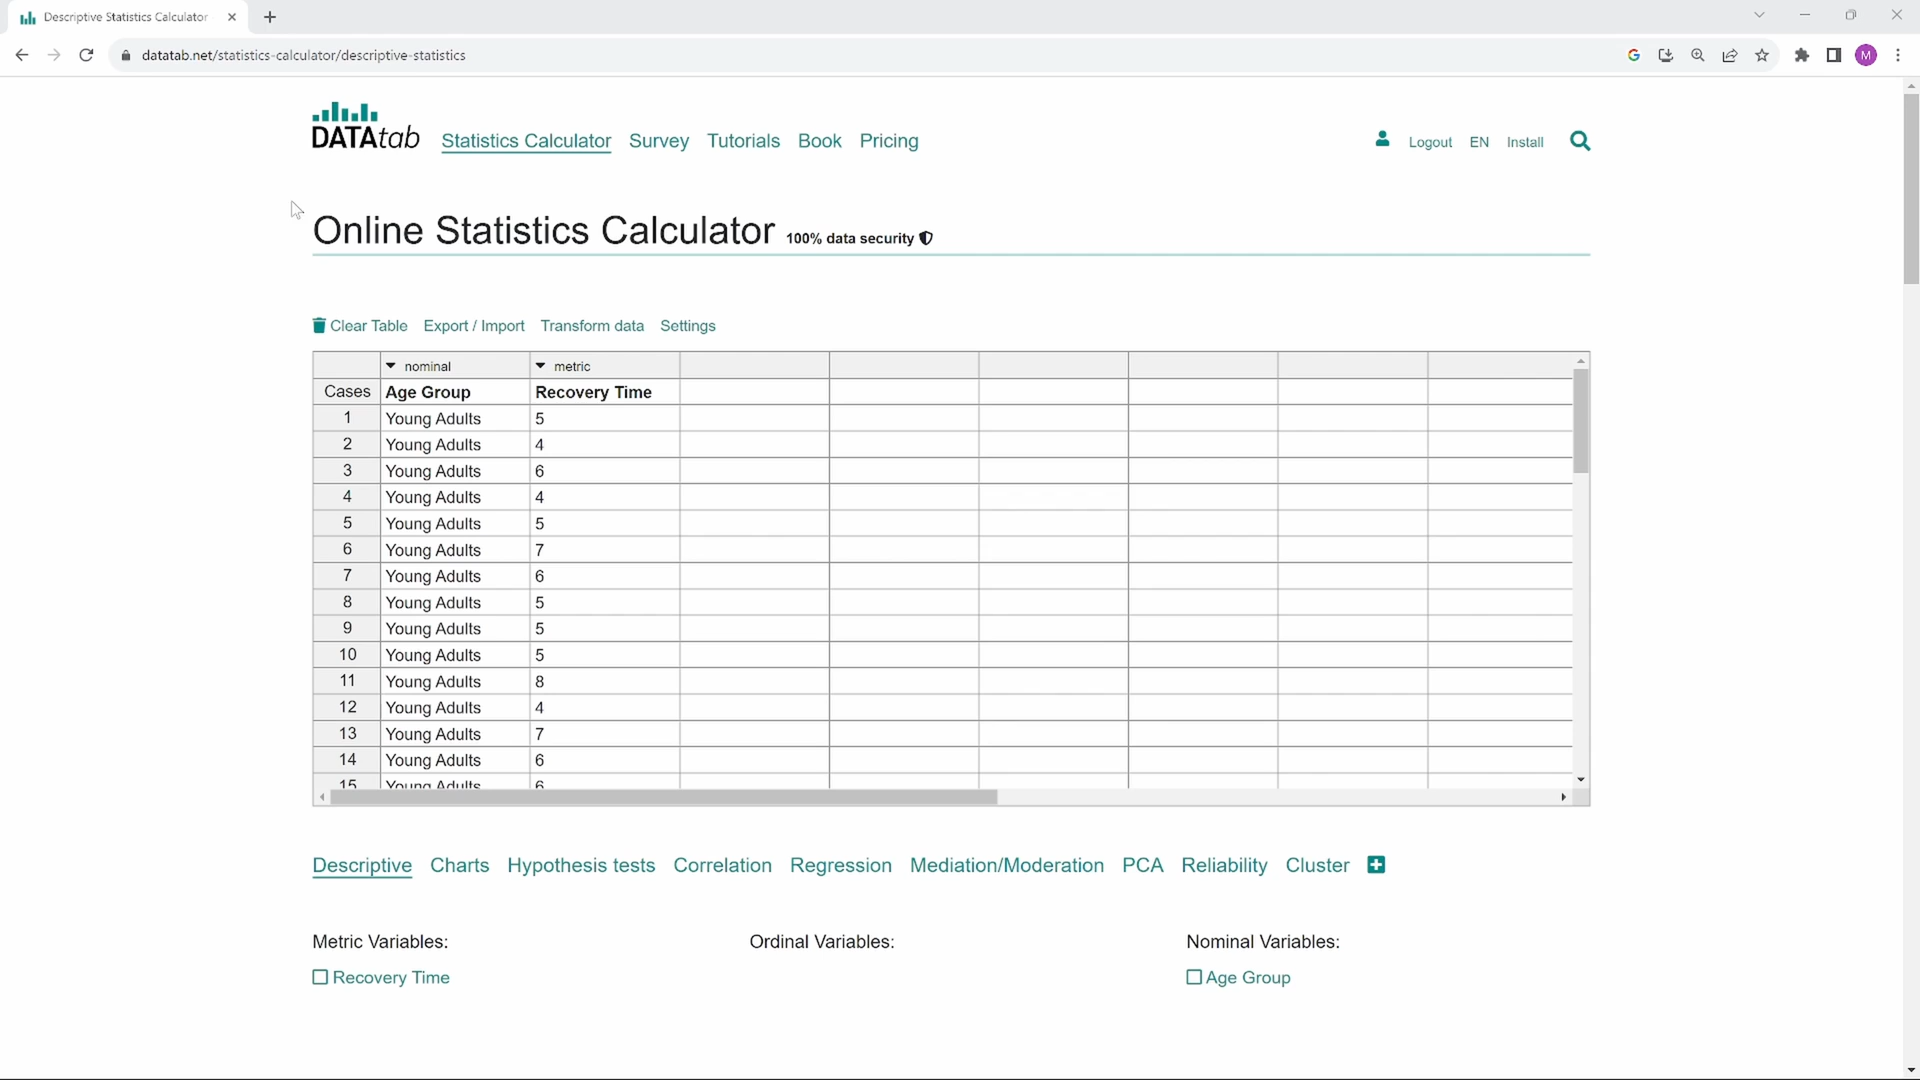 Descriptive Statistics Calculator
datatab.net/statistics-calculator/descriptive-statistics
M
DATAtab
Statistics Calculator Survey Tutorials Book Pricing
Logout EN Install
Online Statistics Calculator 100% data security
Clear Table Export / Import Transform data Settings
nominal metric
Cases Age Group Recovery Time
1 Young Adults 5
2 Young Adults 4
3 Young Adults 6
4 Young Adults 4
5 Young Adults 5
6 Young Adults 7
7 Young Adults 6
8 Young Adults 5
9 Young Adults 5
10 Young Adults 5
11 Young Adults 8
12 Young Adults 4
13 Young Adults 7
14 Young Adults 6
15 Young Adults 6
Descriptive Charts Hypothesis tests Correlation Regression Mediation/Moderation PCA Reliability Cluster
Metric Variables: Ordinal Variables: Nominal Variables:
Recovery Time Age Group